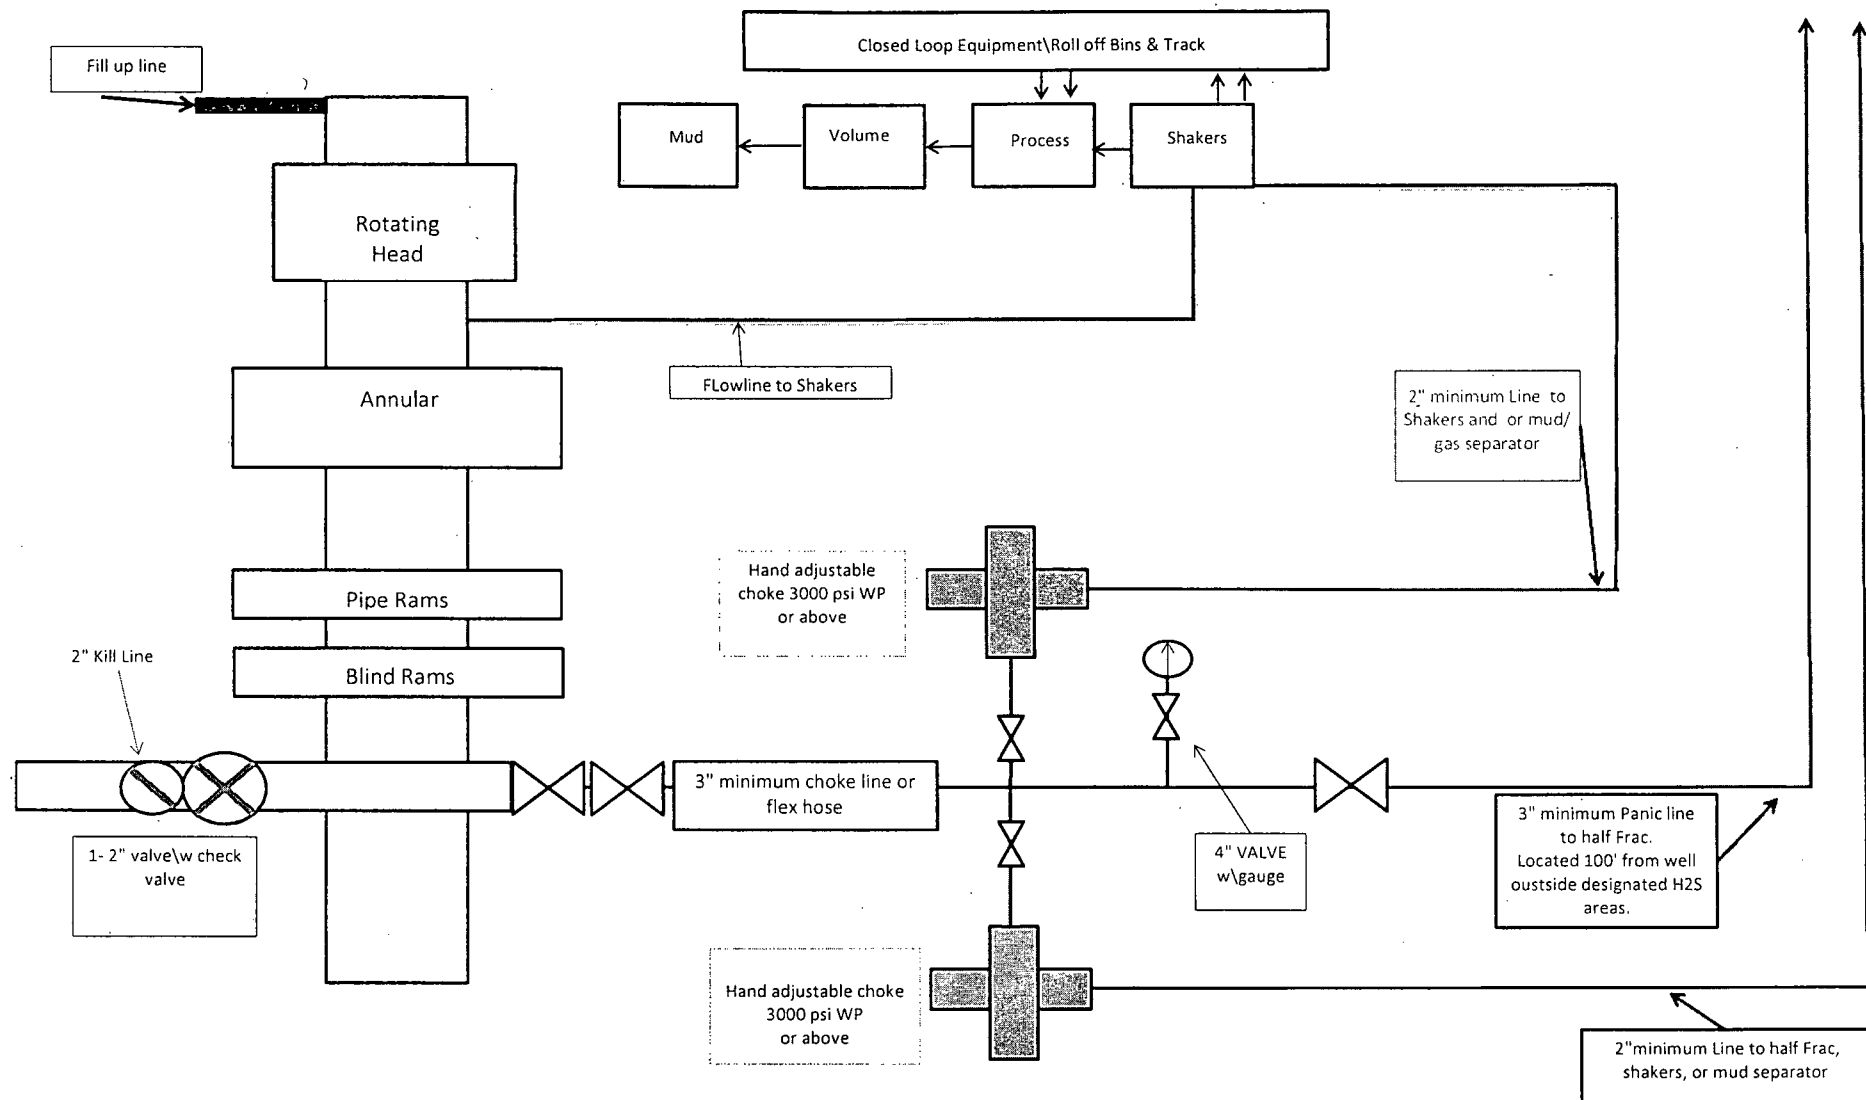 Closed Loop Equipment\Roll off Bins & Track
Fill up line
Mud
Volume
Process
Shakers
Rotating
Head
FLowline to Shakers
Annular
2" minimum Line to
Shakers and or mud/
gas separator
Hand adjustable
choke 3000 psi WP
or above
Pipe Rams
2" Kill Line
Blind Rams
3" minimum choke line or
flex hose
1- 2" valve\w check
valve
4" VALVE
w\gauge
3" minimum Panic line
to half Frac.
Located 100' from well
oustside designated H2S
areas.
Hand adjustable choke
3000 psi WP
or above
2"minimum Line to half Frac,
shakers, or mud separator